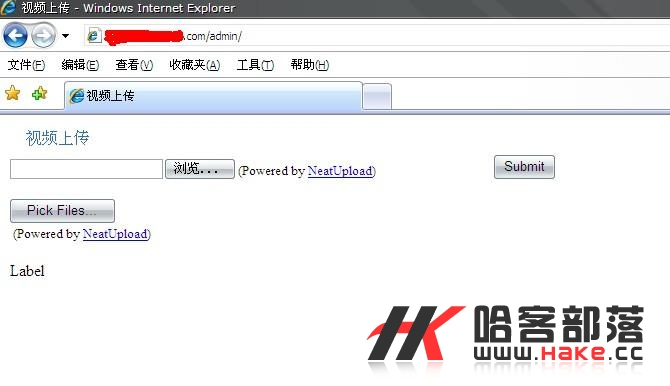 视频上传 - Windows Internet Explorer
.com/admin/
文件(F) 编辑(E) 查看(V) 收藏夹(A) 工具(T) 帮助(H)
视频上传
视频上传
浏览... (Powered by NeatUpload) Submit
Pick Files...
(Powered by NeatUpload)
Label
HK 哈客部落
www.HAKE.cc